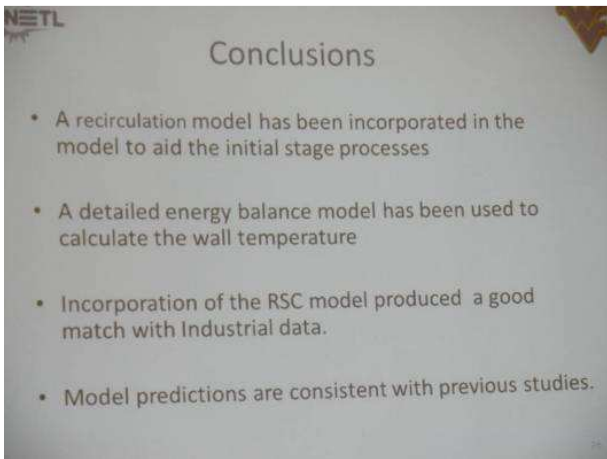 NETL
Conclusions
• A recirculation model has been incorporated in the
model to aid the initial stage processes
• A detailed energy balance model has been used to
calculate the wall temperature
• Incorporation of the RSC model produced a good
match with Industrial data.
• Model predictions are consistent with previous studies.